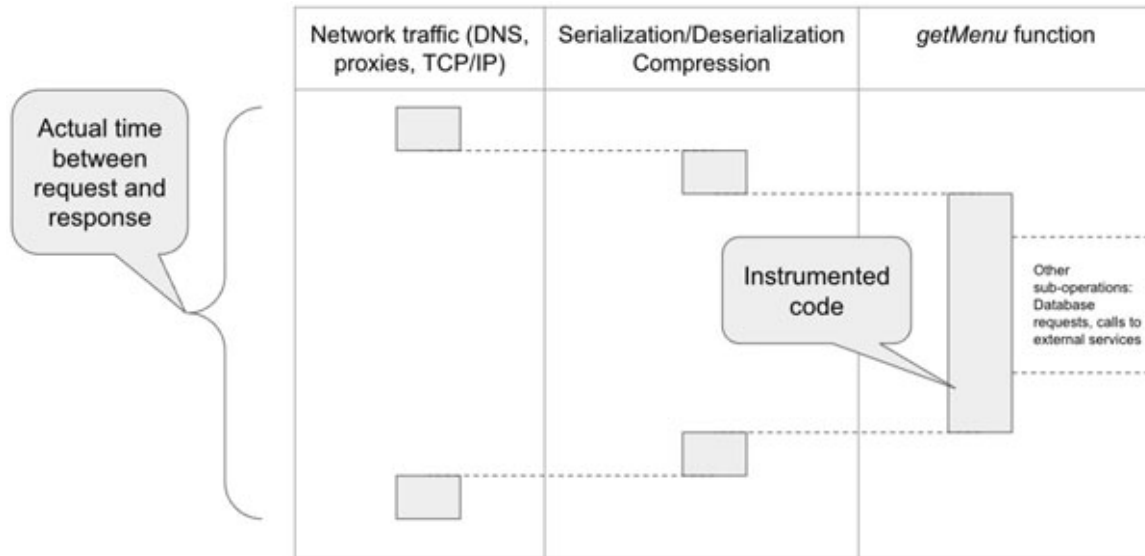 Network traffic (DNS,
proxies, TCP/IP)
Serialization/Deserialization
Compression
getMenu function
Actual time
between
request and
response
Instrumented
code
Other
sub-operations:
Database
requests, calls to
external services